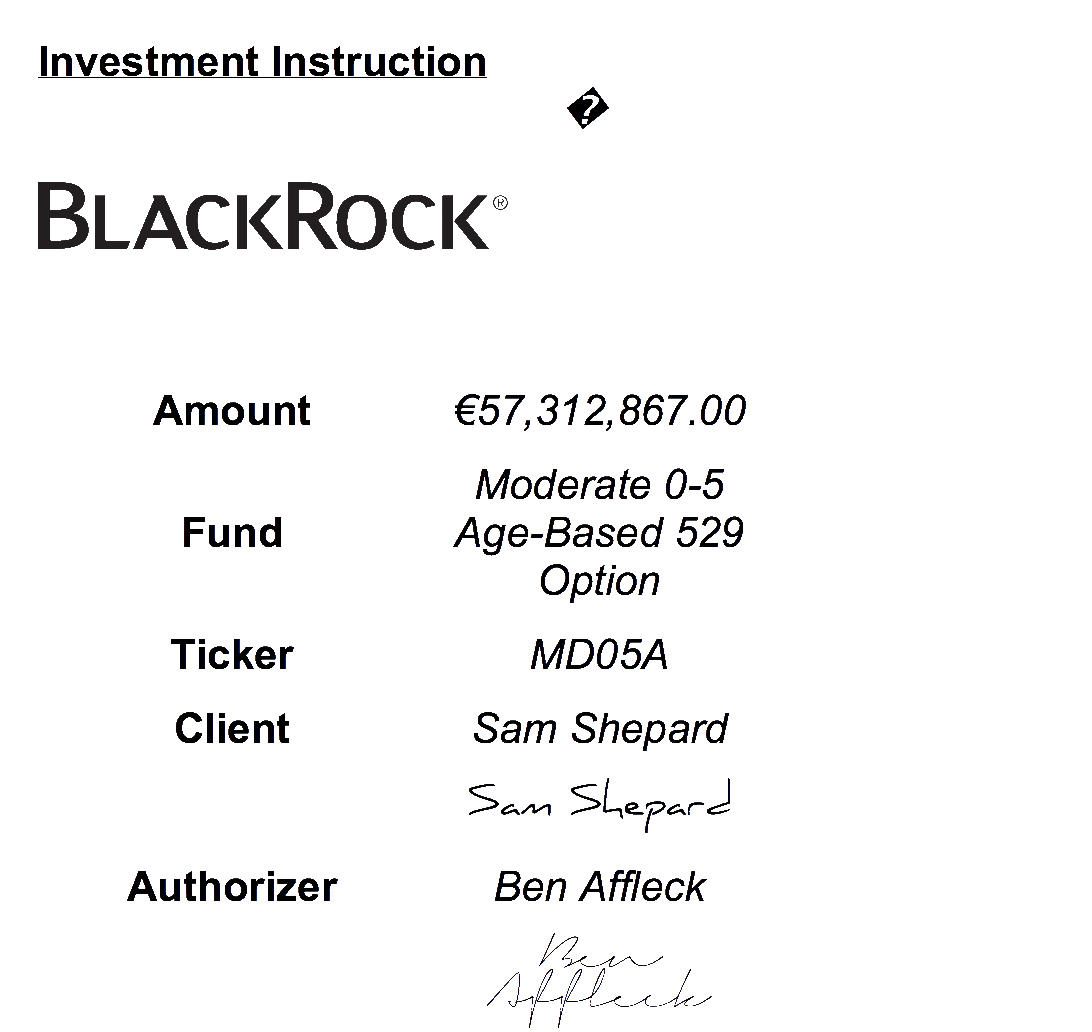 Investment Instruction
�
BLACKROCK®
Amount €57,312,867.00
Fund Moderate 0-5
Age-Based 529
Option
Ticker MD05A
Client Sam Shepard
Sam Shepard
Authorizer Ben Affleck
Ben
Affleck